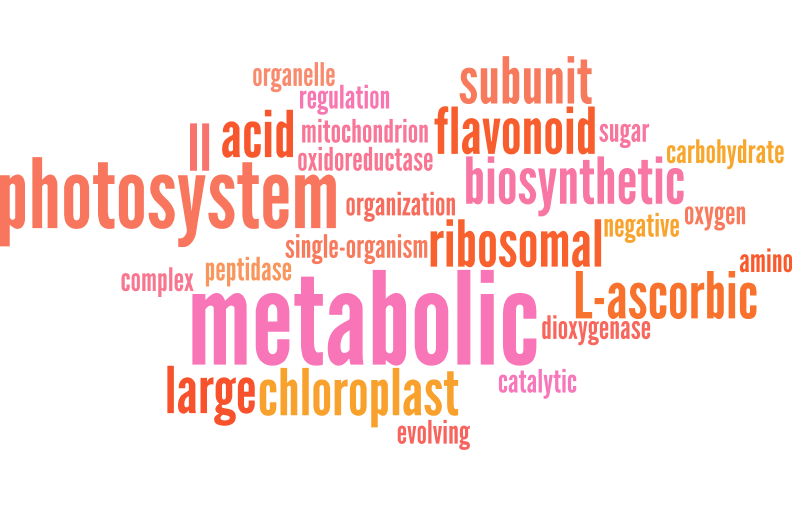 organelle
subunit
regulation
flavonoid
acid
mitochondrion
sugar
II
oxidoreductase
carbohydrate
photosystem
biosynthetic
organization
oxygen
negative
single-organism
ribosomal
amino
complex
peptidase
L-ascorbic
metabolic
dioxygenase
catalytic
large
chloroplast
evolving